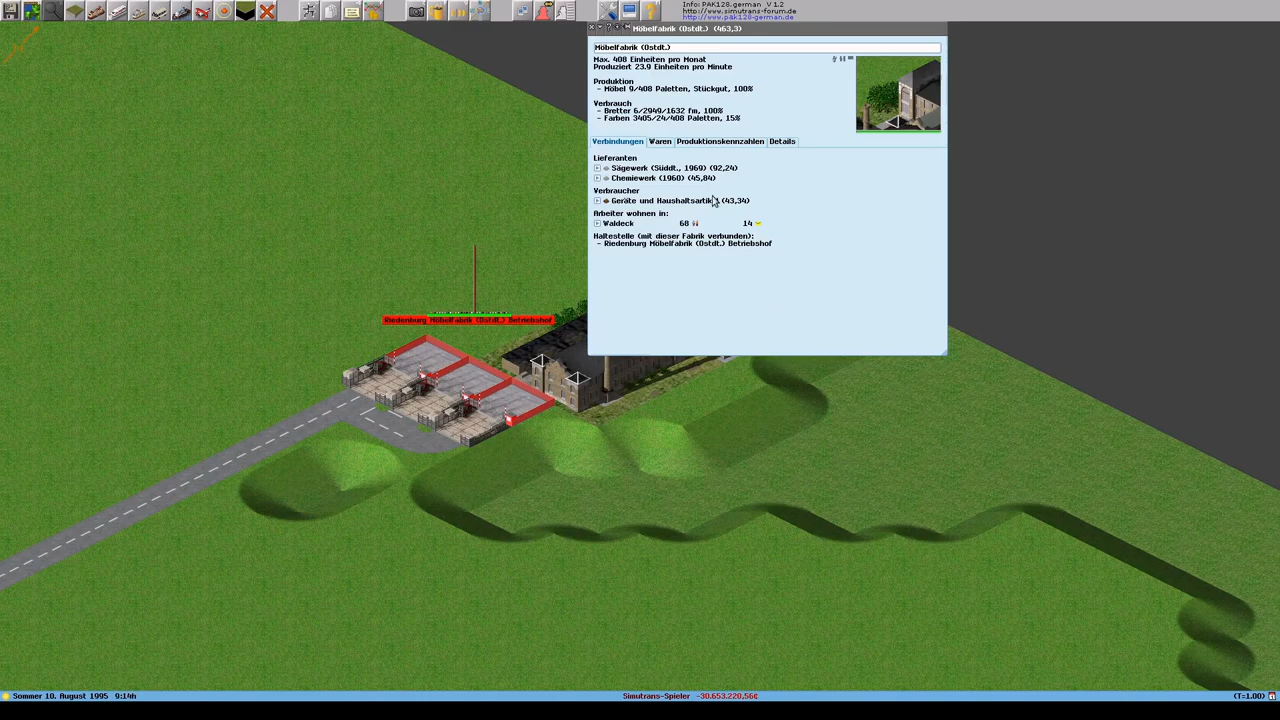 Info: PAK128.german V 1.2
http://www.simutrans-forum.de
http://www.pak128-german.de
Möbelfabrik (Ostdt.) (463,3)
Möbelfabrik (Ostdt.)
Max. 408 Einheiten pro Monat
Produziert 23.9 Einheiten pro Minute
Produktion
- Möbel 9/408 Paletten, Stückgut, 100%
Verbrauch
- Bretter 6/2949/1632 fm, 100%
- Farben 3405/24/408 Paletten, 15%
Verbindungen Waren Produktionskennzahlen Details
Lieferanten
Sägewerk (Süddt., 1969) (92,24)
Chemiewerk (1960) (45,84)
Verbraucher
Geräte und Haushaltsartikel (43,34)
Arbeiter wohnen in:
Waldeck 68 14
Haltestelle (mit dieser Fabrik verbunden):
- Riedenburg Möbelfabrik (Ostdt.) Betriebshof
Riedenburg Möbelfabrik (Ostdt.) Betriebshof
Sommer 10. August 1995 9:14h Simutrans-Spieler -30.653.220,56¢ (T=1.00)